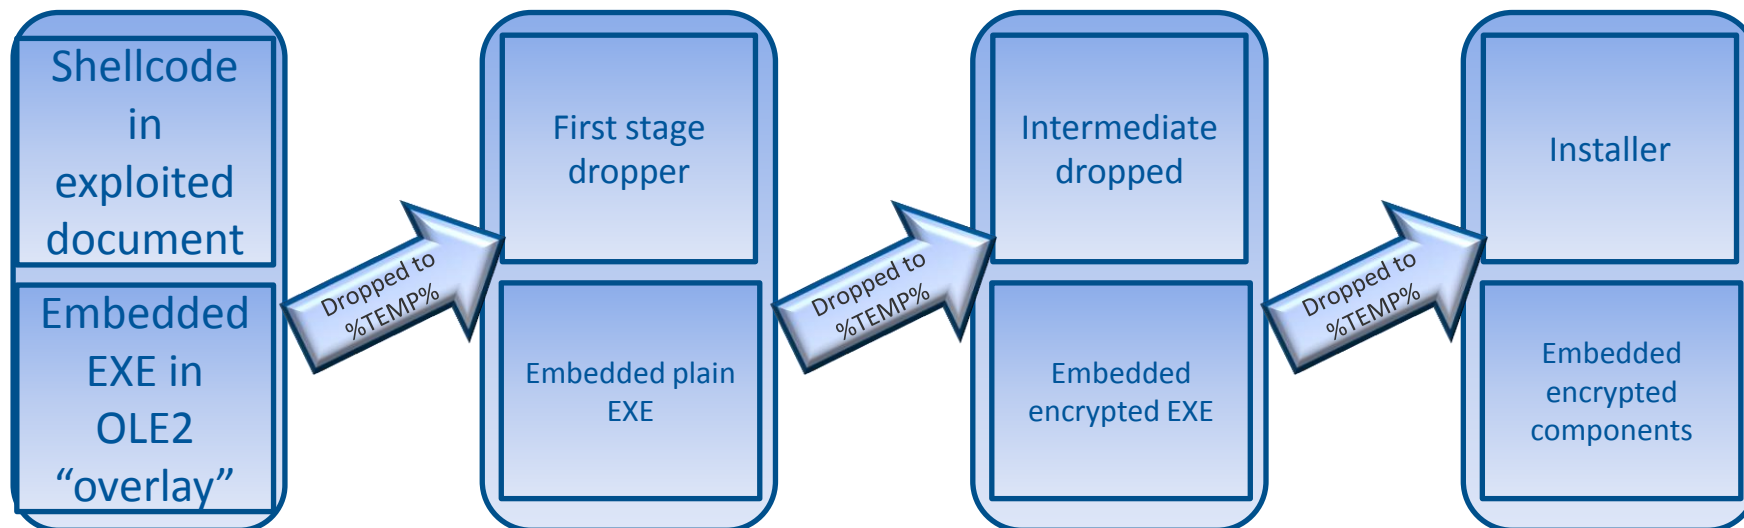 Shellcode
in
exploited
document
Embedded
EXE in
OLE2
“overlay”
Dropped to
%TEMP%
First stage
dropper
Embedded plain
EXE
Dropped to
%TEMP%
Intermediate
dropped
Embedded
encrypted EXE
Dropped to
%TEMP%
Installer
Embedded
encrypted
components